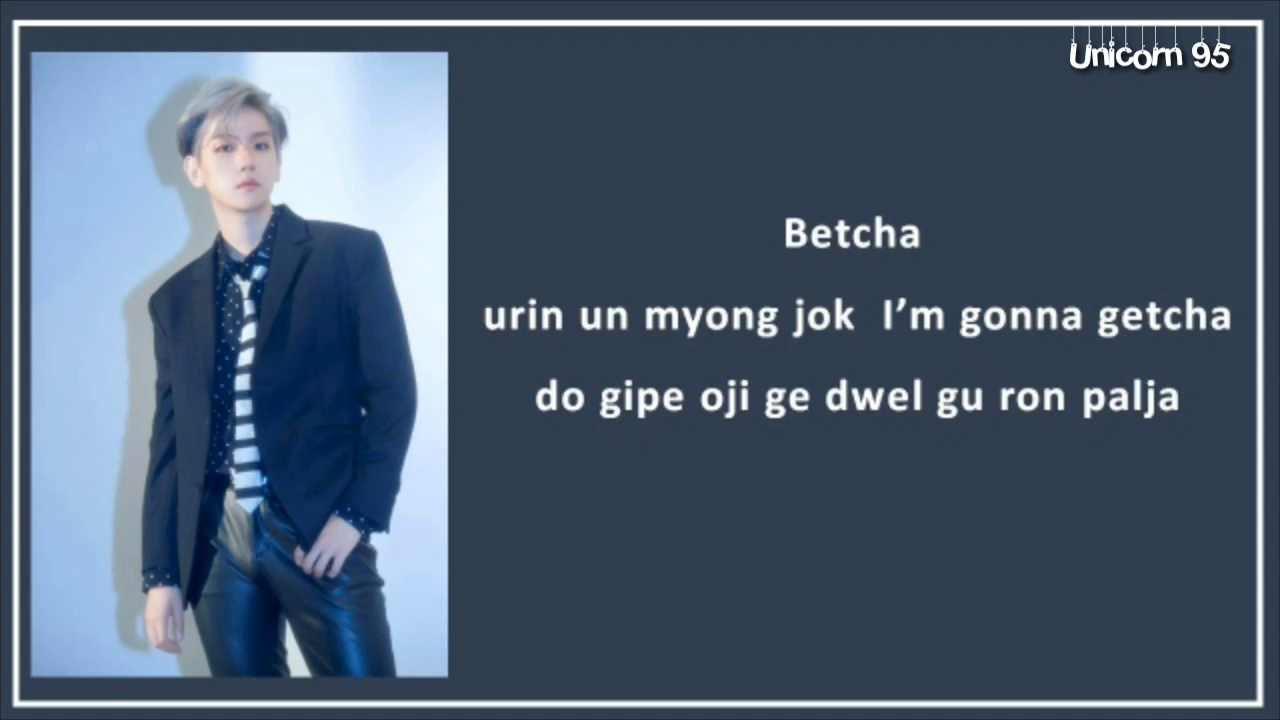 Unicorn 95
Betcha
urin un myong jok I’m gonna getcha
do gipe oji ge dwel gu ron palja